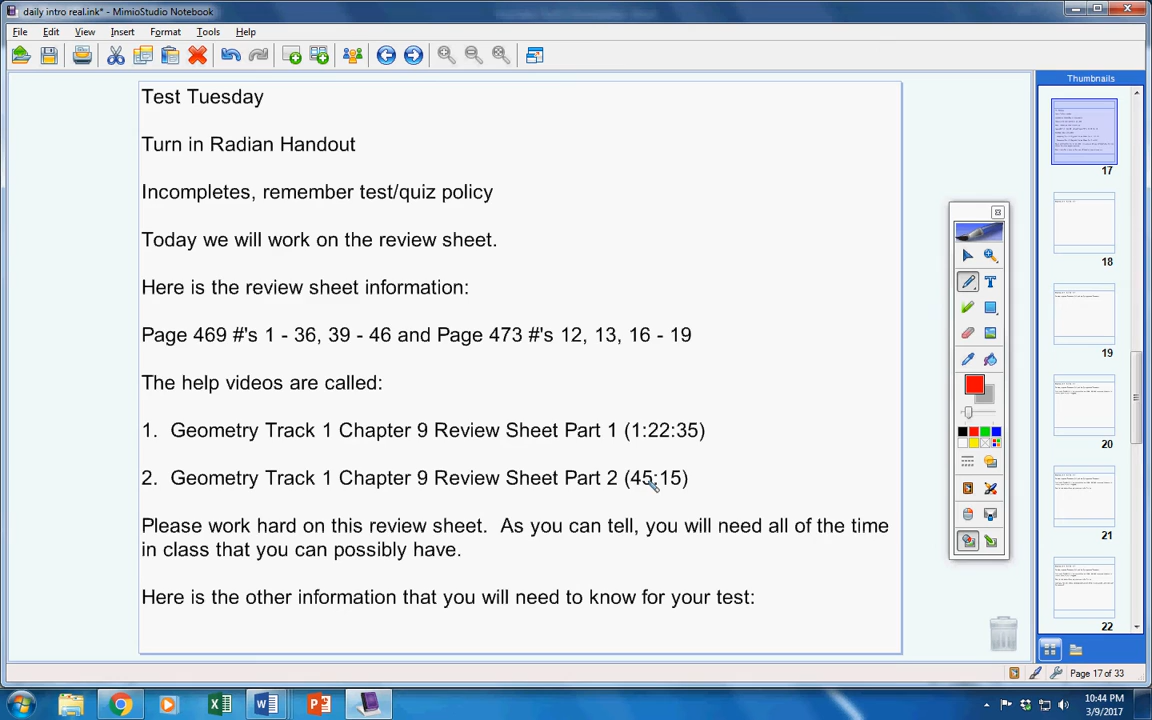 daily intro real.ink* - MimioStudio Notebook
File Edit View Insert Format Tools Help
Test Tuesday
Turn in Radian Handout
Incompletes, remember test/quiz policy
Today we will work on the review sheet.
Here is the review sheet information:
Page 469 #'s 1 - 36, 39 - 46 and Page 473 #'s 12, 13, 16 - 19
The help videos are called:
1. Geometry Track 1 Chapter 9 Review Sheet Part 1 (1:22:35)
2. Geometry Track 1 Chapter 9 Review Sheet Part 2 (45:15)
Please work hard on this review sheet. As you can tell, you will need all of the time
in class that you can possibly have.
Here is the other information that you will need to know for your test:
Thumbnails
17
18
19
20
21
22
Page 17 of 33
10:44 PM
3/9/2017